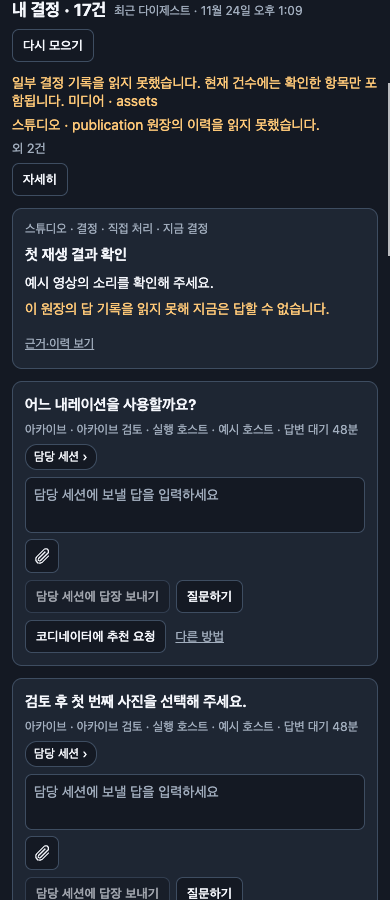 내 결정 · 17건 최근 다이제스트 · 11월 24일 오후 1:09
다시 모으기
일부 결정 기록을 읽지 못했습니다. 현재 건수에는 확인한 항목만 포
함됩니다. 미디어 · assets
스튜디오 · publication 원장의 이력을 읽지 못했습니다.
외 2건
자세히
스튜디오 · 결정 · 직접 처리 · 지금 결정
첫 재생 결과 확인
예시 영상의 소리를 확인해 주세요.
이 원장의 답 기록을 읽지 못해 지금은 답할 수 없습니다.
근거·이력 보기
어느 내레이션을 사용할까요?
아카이브 · 아카이브 검토 · 실행 호스트 · 예시 호스트 · 답변 대기 48분
담당 세션 ›
담당 세션에 보낼 답을 입력하세요
담당 세션에 답장 보내기 질문하기
코디네이터에 추천 요청 다른 방법
검토 후 첫 번째 사진을 선택해 주세요.
아카이브 · 아카이브 검토 · 실행 호스트 · 예시 호스트 · 답변 대기 48분
담당 세션 ›
담당 세션에 보낼 답을 입력하세요
담당 세션에 답장 보내기 질문하기